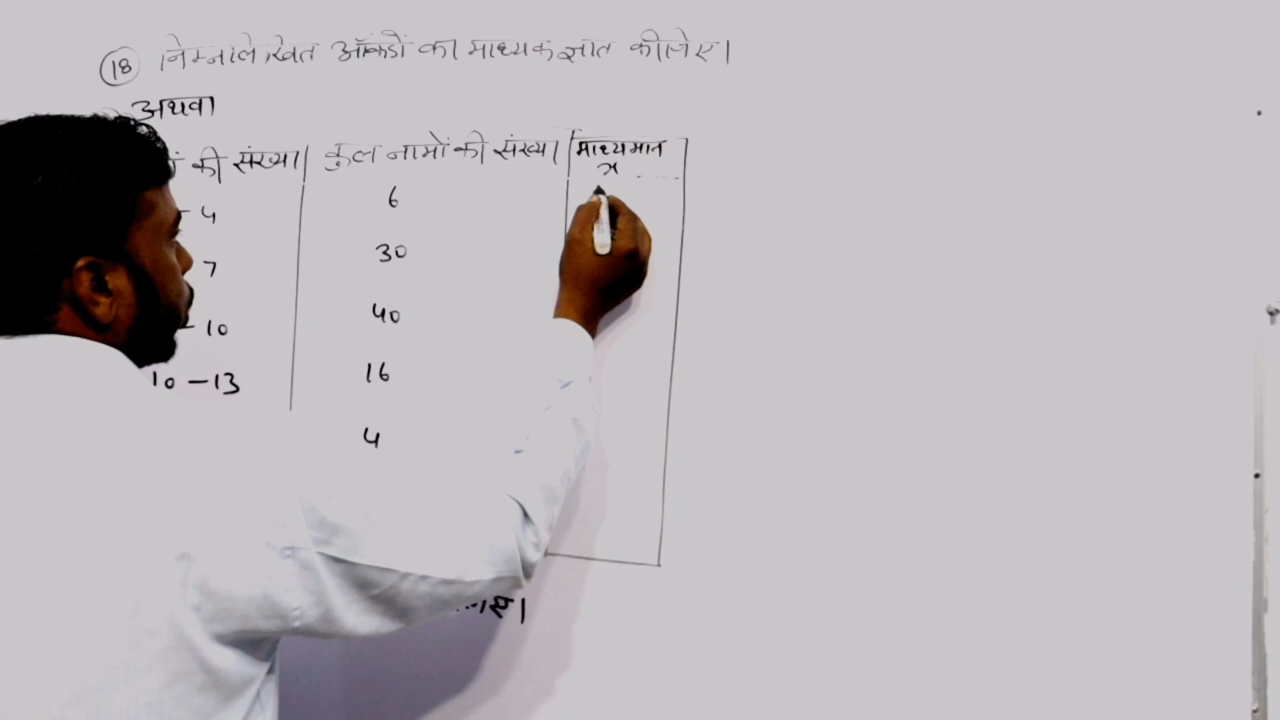 18 निम्नलिखित आँकडों का माध्यक ज्ञात कीजिए।
अथवा
की संख्या कुल नामों की संख्या माध्यमान
x
- 4 6
7 30
- 10 40
10 - 13 16
4